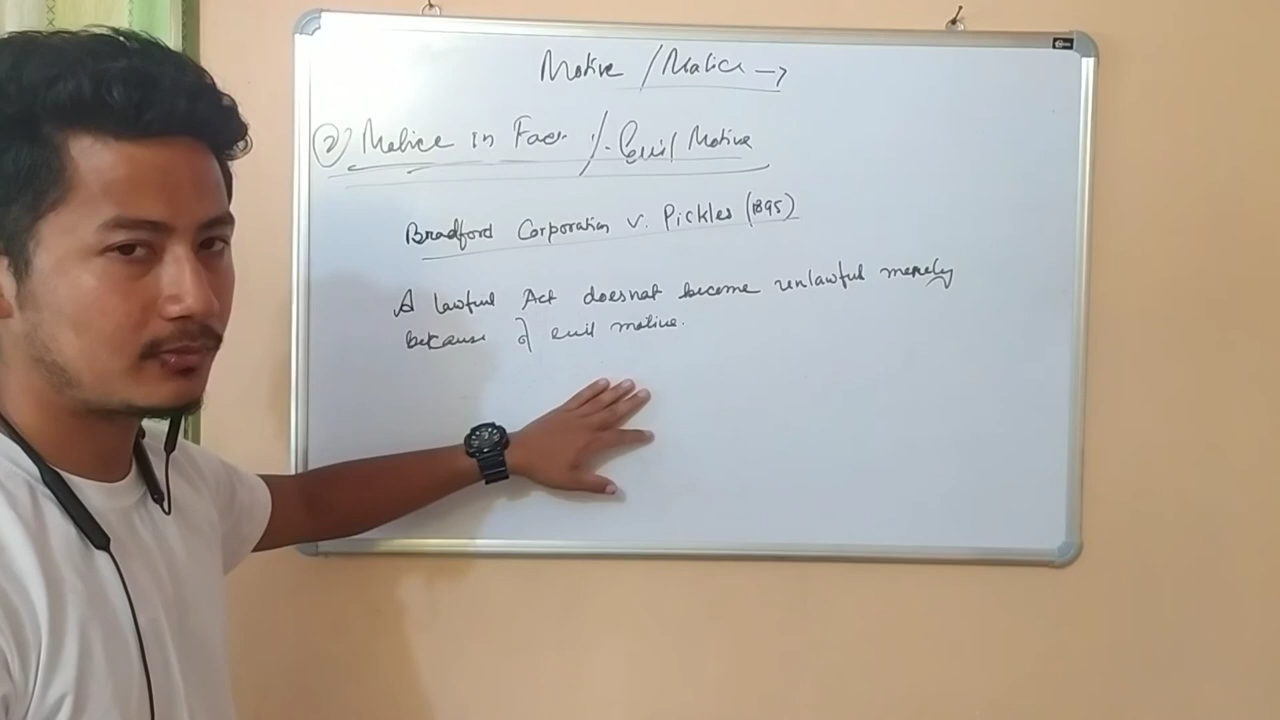 Motive / Malice →
2) Malice in Fact / Evil Motive
Bradford Corporation v. Pickles (1895)
A lawful Act doesnot become unlawful merely
because of evil motive.